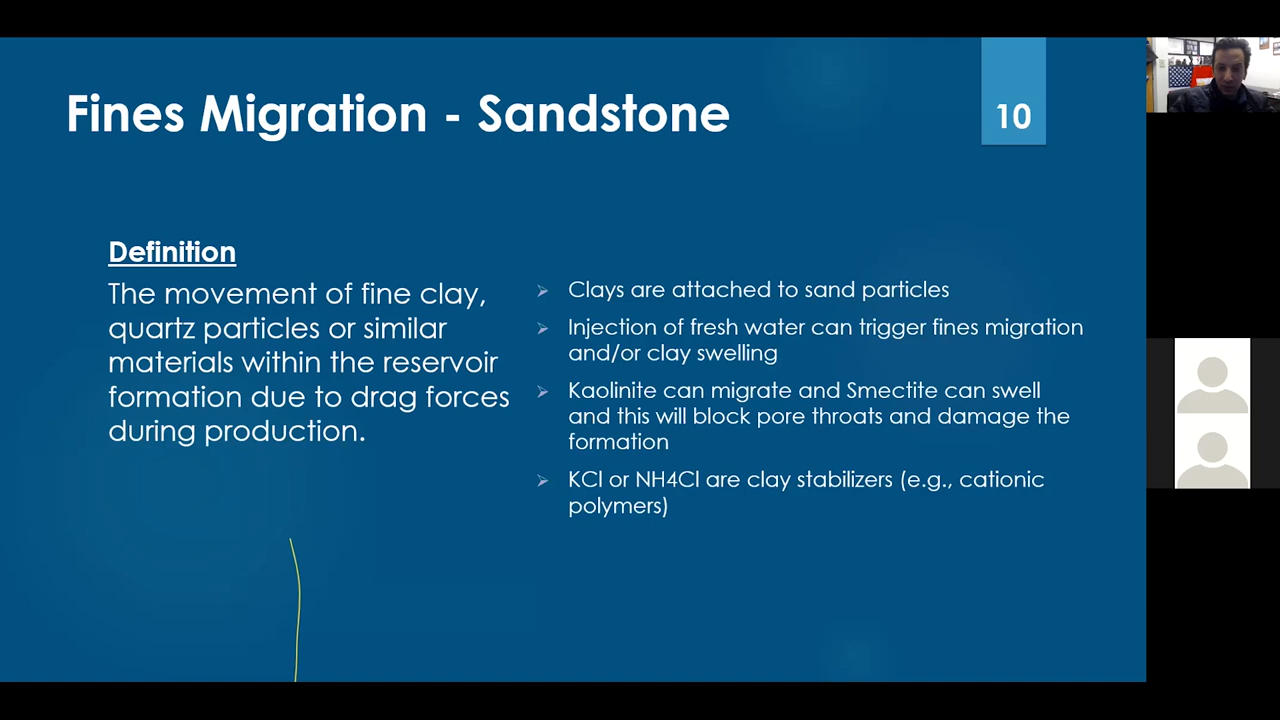 Fines Migration - Sandstone
10
Definition
The movement of fine clay,
quartz particles or similar
materials within the reservoir
formation due to drag forces
during production.
Clays are attached to sand particles
Injection of fresh water can trigger fines migration
and/or clay swelling
Kaolinite can migrate and Smectite can swell
and this will block pore throats and damage the
formation
KCl or NH4Cl are clay stabilizers (e.g., cationic
polymers)